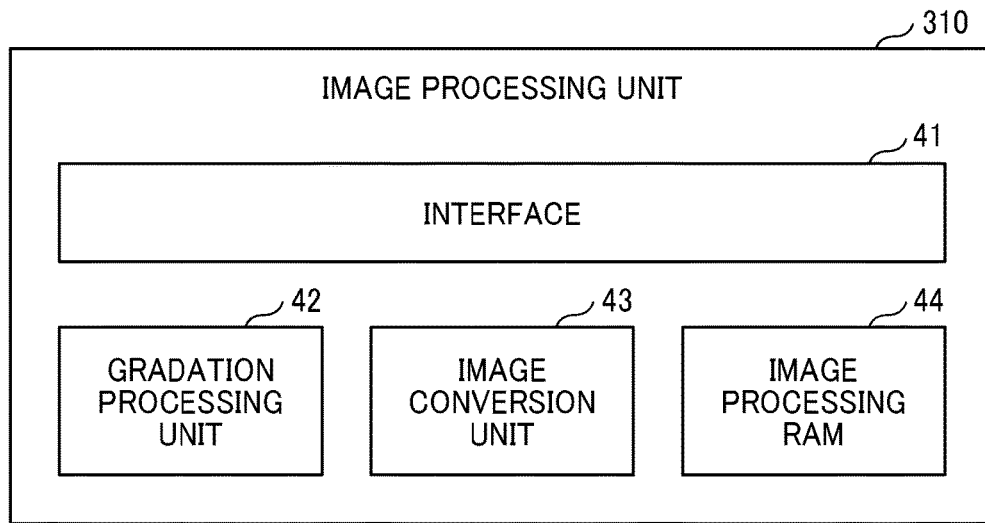 310
IMAGE PROCESSING UNIT
41
INTERFACE
42
GRADATION
PROCESSING
UNIT
43
IMAGE
CONVERSION
UNIT
44
IMAGE
PROCESSING
RAM